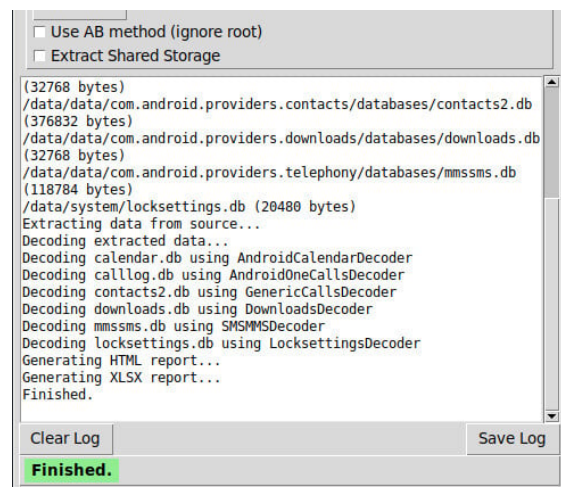 Use AB method (ignore root)
Extract Shared Storage
(32768 bytes)
/data/data/com.android.providers.contacts/databases/contacts2.db
(376832 bytes)
/data/data/com.android.providers.downloads/databases/downloads.db
(32768 bytes)
/data/data/com.android.providers.telephony/databases/mmssms.db
(118784 bytes)
/data/system/locksettings.db (20480 bytes)
Extracting data from source...
Decoding extracted data...
Decoding calendar.db using AndroidCalendarDecoder
Decoding calllog.db using AndroidOneCallsDecoder
Decoding contacts2.db using GenericCallsDecoder
Decoding downloads.db using DownloadsDecoder
Decoding mmssms.db using SMSMMSDecoder
Decoding locksettings.db using LocksettingsDecoder
Generating HTML report...
Generating XLSX report...
Finished.
Clear Log Save Log
Finished.